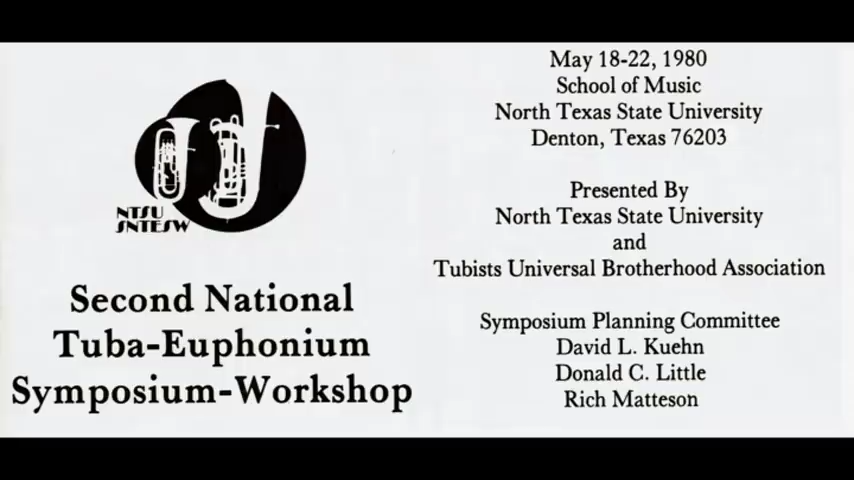 NTSU
SNTESW
Second National
Tuba-Euphonium
Symposium-Workshop
May 18-22, 1980
School of Music
North Texas State University
Denton, Texas 76203
Presented By
North Texas State University
and
Tubists Universal Brotherhood Association
Symposium Planning Committee
David L. Kuehn
Donald C. Little
Rich Matteson